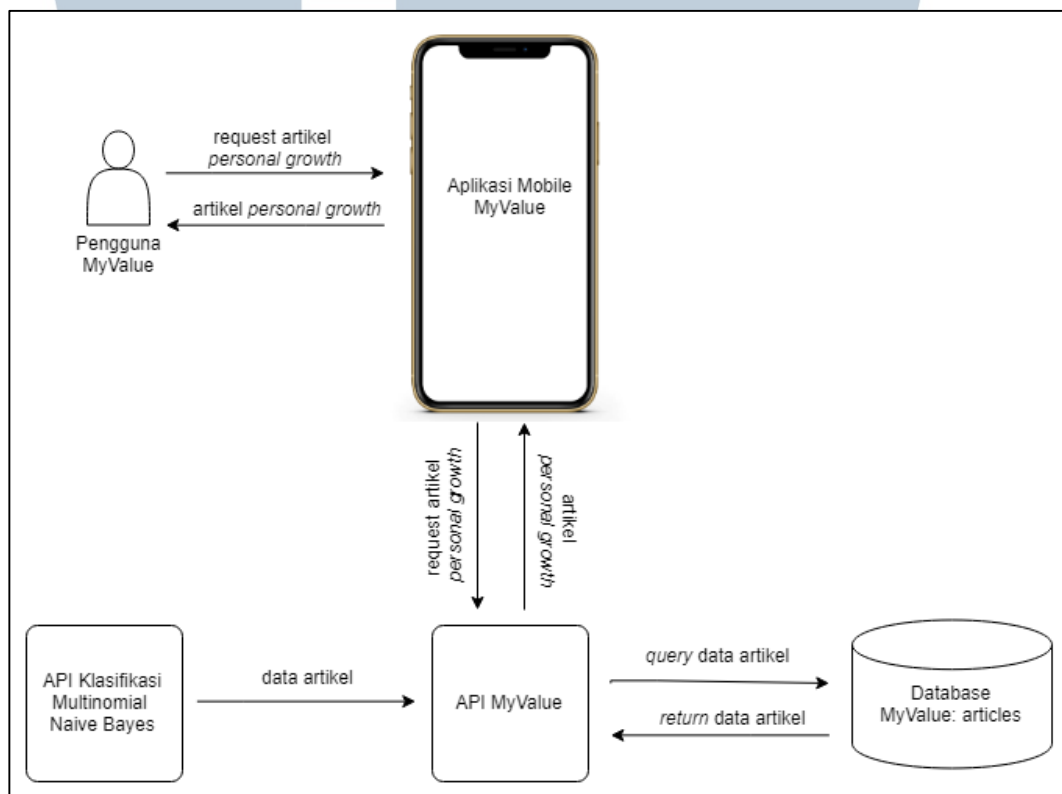 request artikel
personal growth
artikel personal growth
Pengguna
MyValue
Aplikasi Mobile
MyValue
request artikel
personal growth
artikel
personal growth
API Klasifikasi
Multinomial
Naive Bayes
data artikel
API MyValue
query data artikel
return data artikel
Database
MyValue: articles